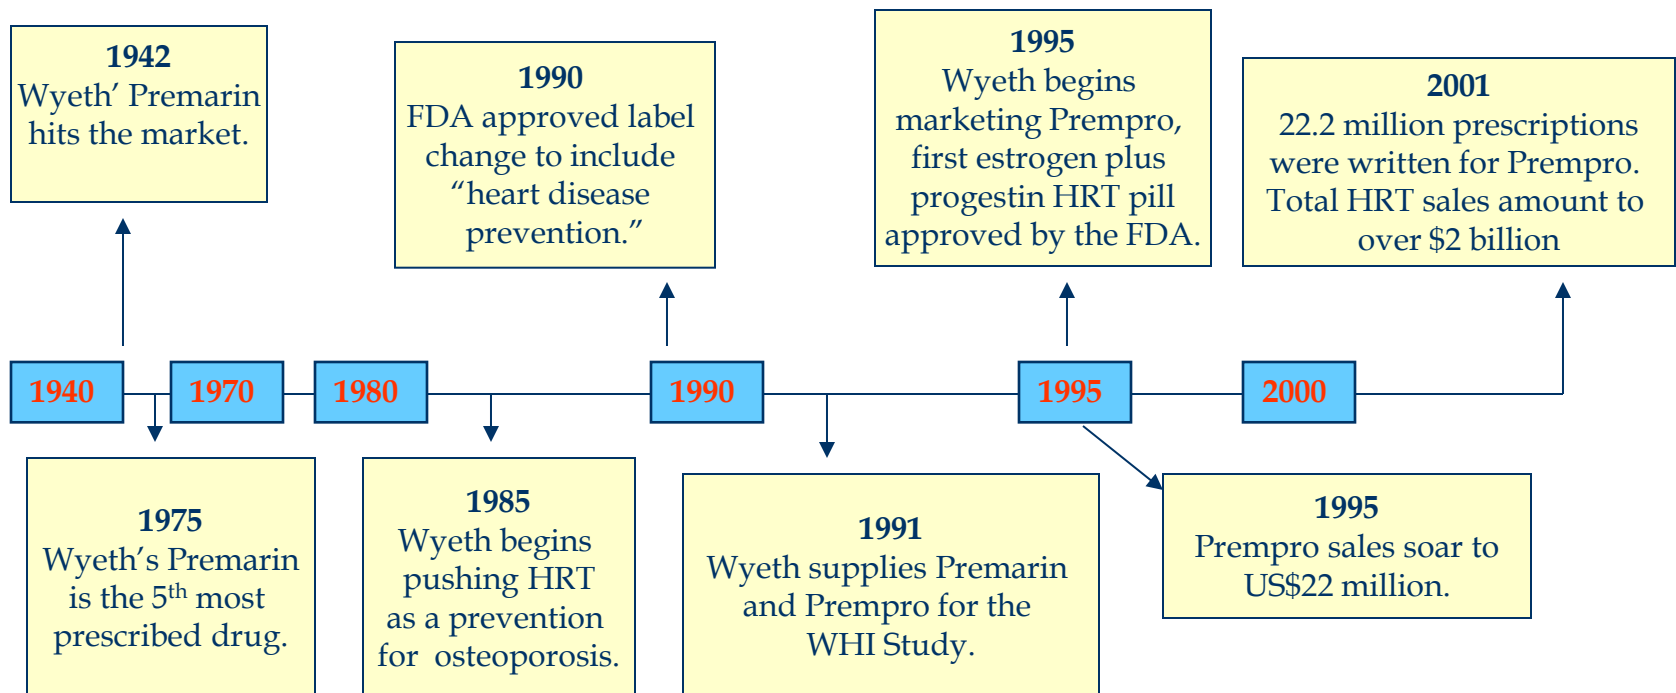 1942
Wyeth’ Premarin
hits the market.
1990
FDA approved label
change to include
“heart disease
prevention.”
1995
Wyeth begins
marketing Prempro,
first estrogen plus
progestin HRT pill
approved by the FDA.
2001
22.2 million prescriptions
were written for Prempro.
Total HRT sales amount to
over $2 billion
1940
1970
1980
1990
1995
2000
1975
Wyeth’s Premarin
is the 5th most
prescribed drug.
1985
Wyeth begins
pushing HRT
as a prevention
for osteoporosis.
1991
Wyeth supplies Premarin
and Prempro for the
WHI Study.
1995
Prempro sales soar to
US$22 million.